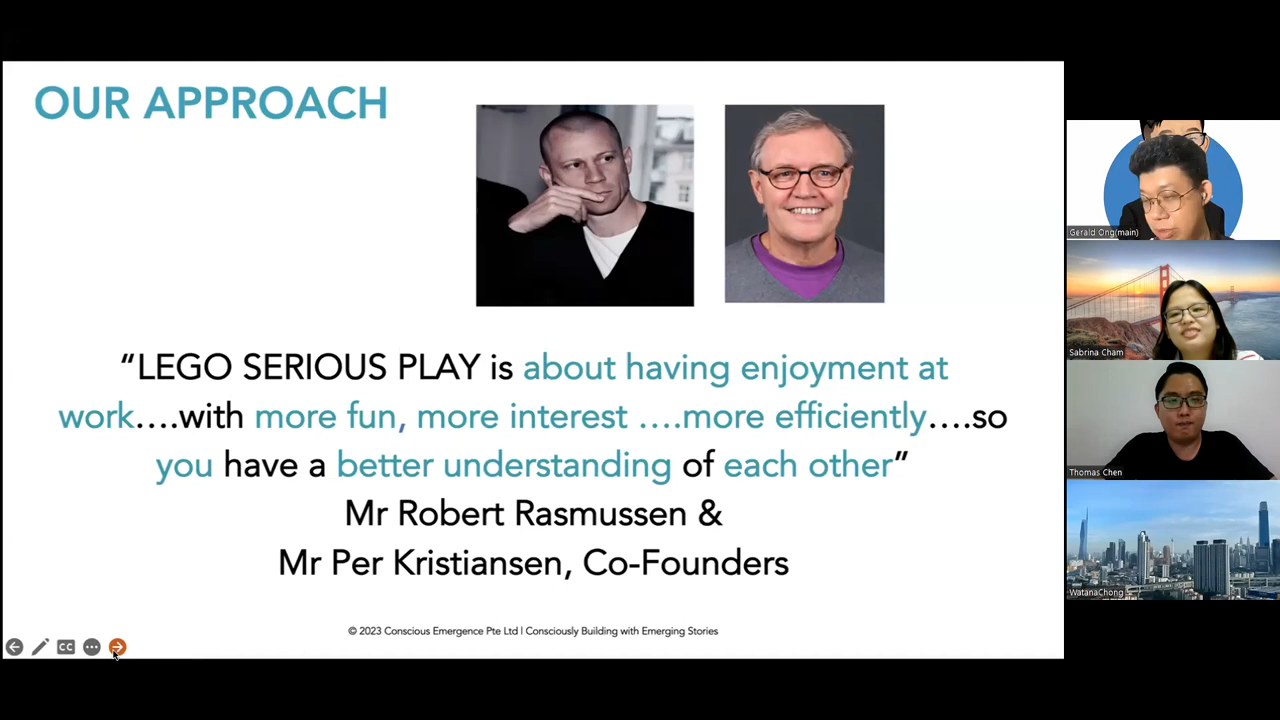 OUR APPROACH
“LEGO SERIOUS PLAY is about having enjoyment at
work....with more fun, more interest ....more efficiently....so
you have a better understanding of each other”
Mr Robert Rasmussen &
Mr Per Kristiansen, Co-Founders
© 2023 Conscious Emergence Pte Ltd | Consciously Building with Emerging Stories
CC
Gerald Ong(main)
Sabrina Cham
Thomas Chen
WatanaChong